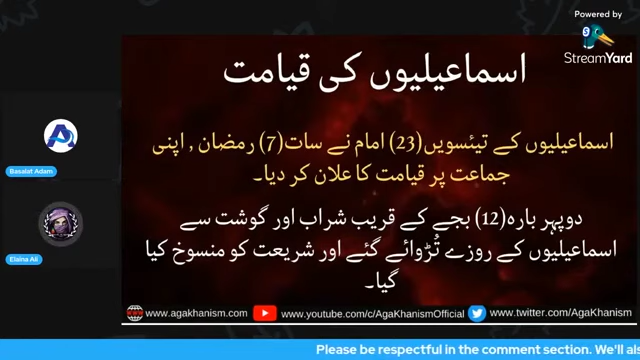 Powered by
StreamYard
اسماعیلیوں کی قیامت
اسماعیلیوں کے تیئسویں(23) امام نے سات(7) رمضان , اپنی
جماعت پر قیامت کا علان کر دیا۔
دوپہر بارہ(12) بجے کے قریب شراب اور گوشت سے
اسماعیلیوں کے روزے تُڑوائے گئے اور شریعت کو منسوخ کیا
گیا۔
Basalat Adam
Elaina Ali
www.agakhanism.com
www.youtube.com/c/AgaKhanismOfficial
www.twitter.com/AgaKhanism
Please be respectful in the comment section. We'll als